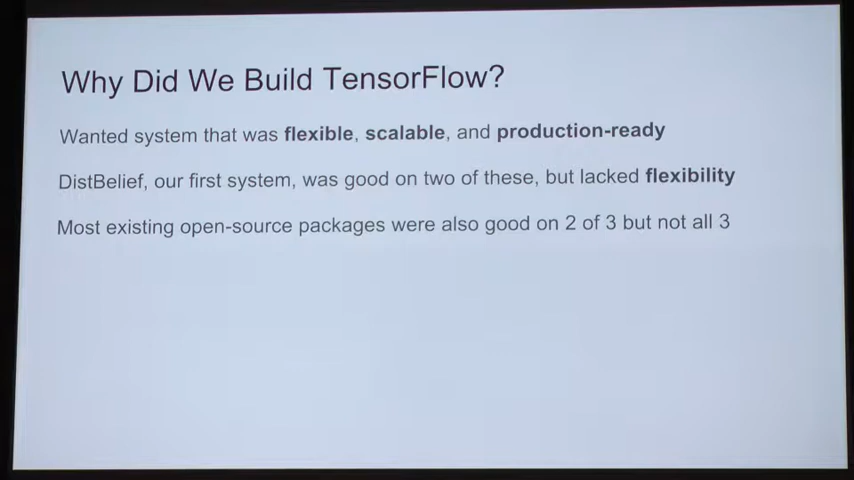 Why Did We Build TensorFlow?
Wanted system that was flexible, scalable, and production-ready
DistBelief, our first system, was good on two of these, but lacked flexibility
Most existing open-source packages were also good on 2 of 3 but not all 3